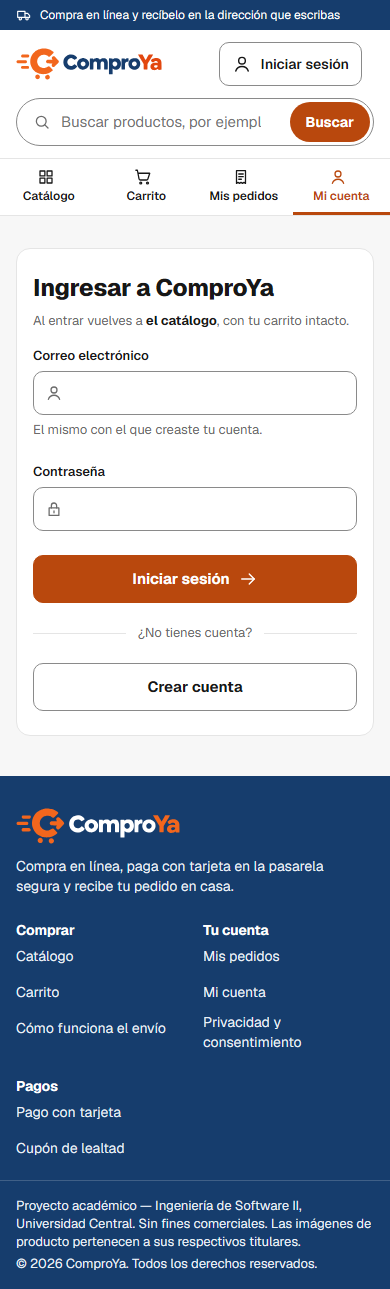 Compra en línea y recíbelo en la dirección que escribas
ComproYa
Iniciar sesión
Buscar productos, por ejempl
Buscar
Catálogo
Carrito
Mis pedidos
Mi cuenta
Ingresar a ComproYa
Al entrar vuelves a el catálogo, con tu carrito intacto.
Correo electrónico
El mismo con el que creaste tu cuenta.
Contraseña
Iniciar sesión
¿No tienes cuenta?
Crear cuenta
ComproYa
Compra en línea, paga con tarjeta en la pasarela
segura y recibe tu pedido en casa.
Comprar
Catálogo
Carrito
Cómo funciona el envío
Tu cuenta
Mis pedidos
Mi cuenta
Privacidad y
consentimiento
Pagos
Pago con tarjeta
Cupón de lealtad
Proyecto académico — Ingeniería de Software II,
Universidad Central. Sin fines comerciales. Las imágenes de
producto pertenecen a sus respectivos titulares.
© 2026 ComproYa. Todos los derechos reservados.